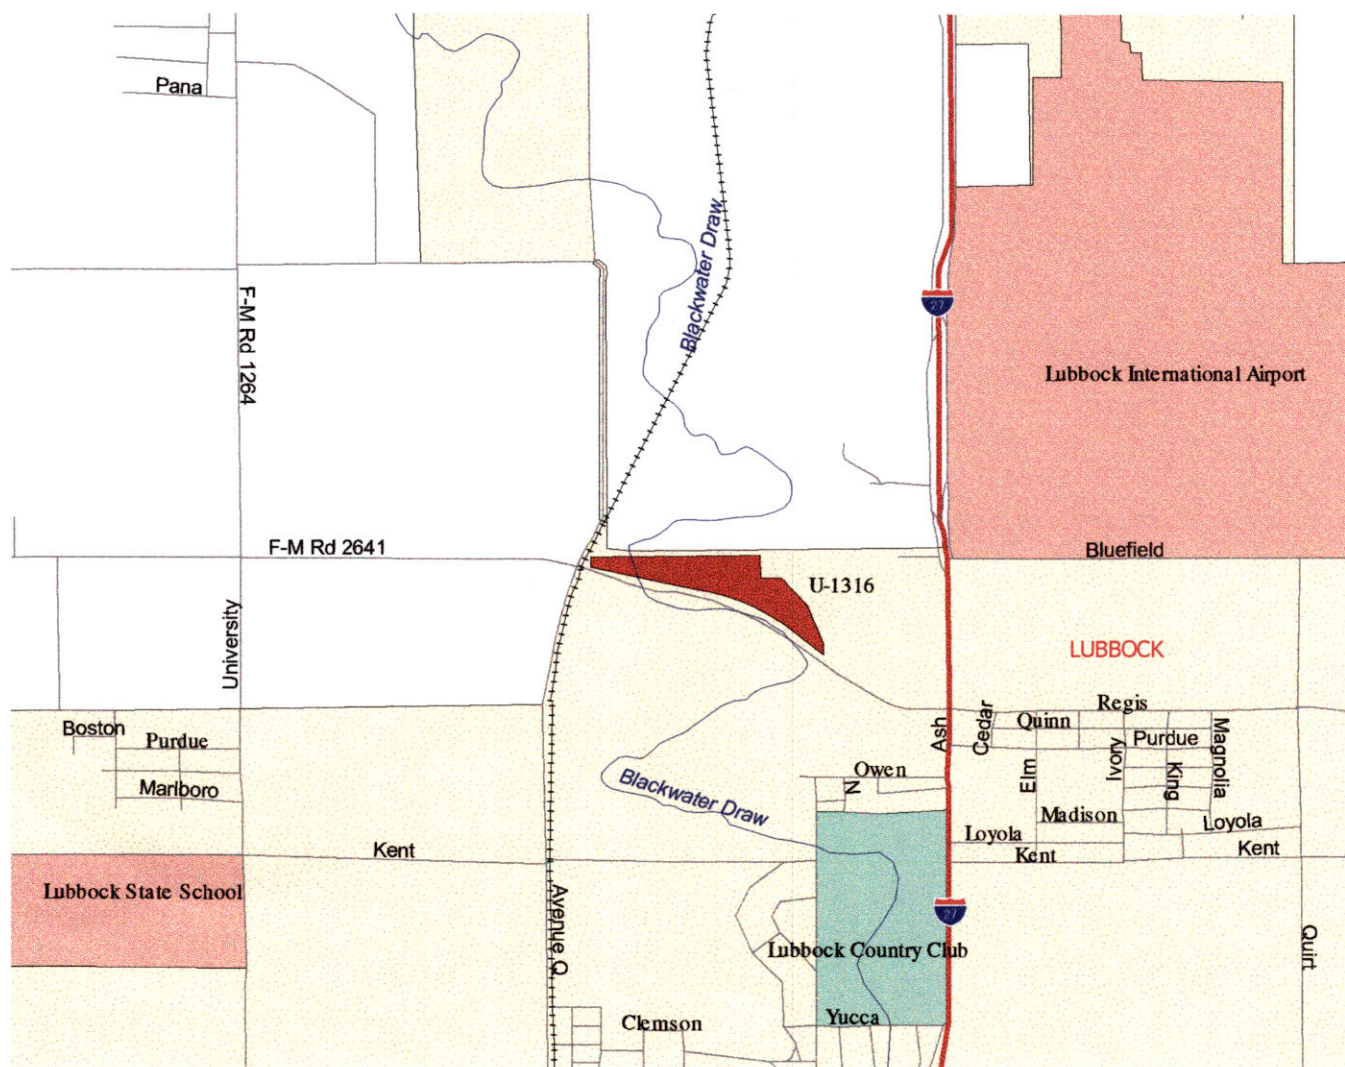 Pana
Blackwater Draw
F-M Rd 1264
27
Lubbock International Airport
F-M Rd 2641
Bluefield
U-1316
University
LUBBOCK
Regis
Boston
Purdue
Marlboro
Ash
Cedar
Quinn
Purdue
Magnolia
Elm
Ivory
King
Owen
N
Blackwater Draw
Madison
Loyola
Loyola
Kent
Kent
Kent
Lubbock State School
Avenue Q
27
Lubbock Country Club
Quirt
Clemson
Yucca